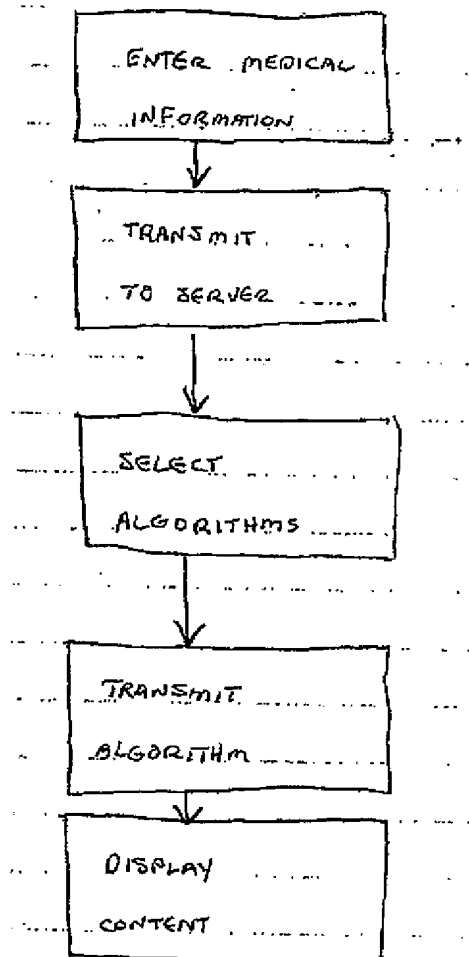 ENTER MEDICAL
INFORMATION
TRANSMIT
TO SERVER
SELECT
ALGORITHMS
TRANSMIT
ALGORITHM
DISPLAY
CONTENT